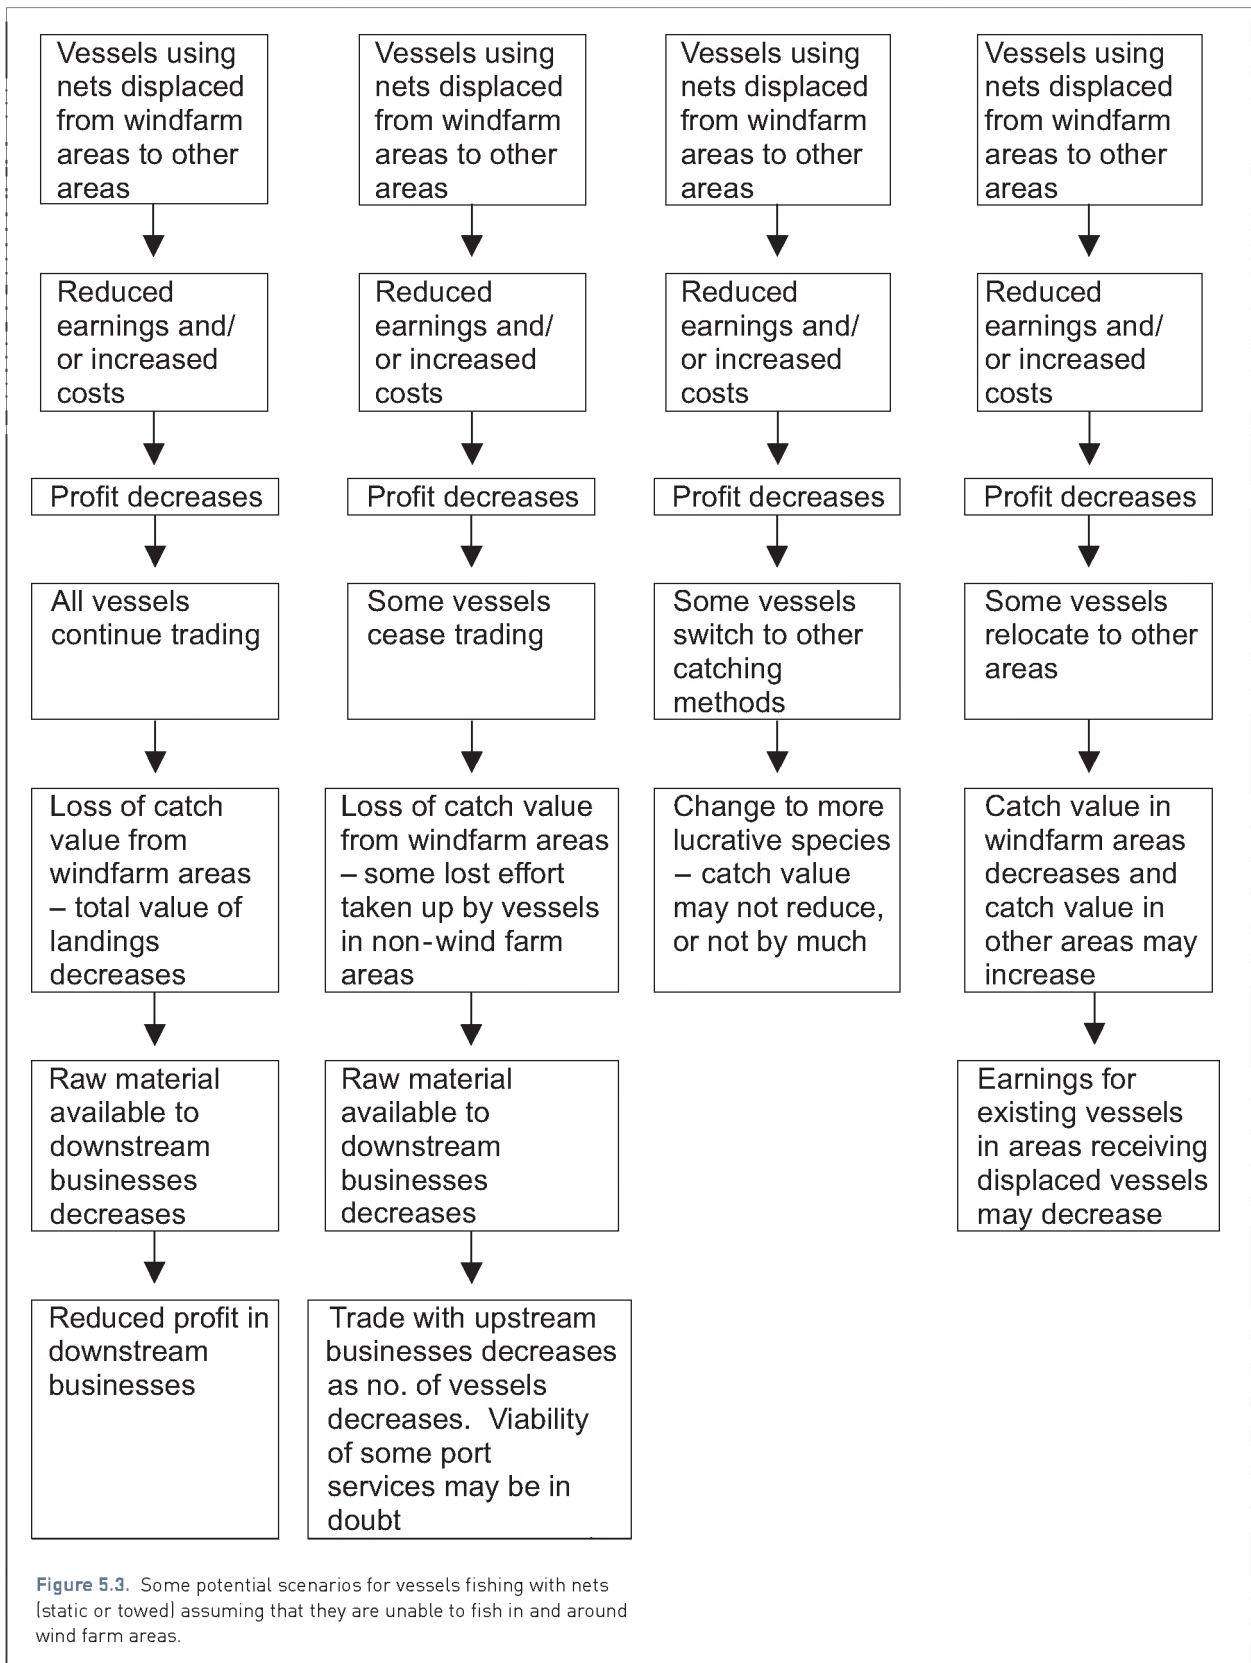 Vessels using
nets displaced
from windfarm
areas to other
areas
Reduced
earnings and/
or increased
costs
Profit decreases
All vessels
continue trading
Loss of catch
value from
windfarm areas
– total value of
landings
decreases
Raw material
available to
downstream
businesses
decreases
Reduced profit in
downstream
businesses
Vessels using
nets displaced
from windfarm
areas to other
areas
Reduced
earnings and/
or increased
costs
Profit decreases
Some vessels
cease trading
Loss of catch value
from windfarm areas
– some lost effort
taken up by vessels
in non-wind farm
areas
Raw material
available to
downstream
businesses
decreases
Trade with upstream
businesses decreases
as no. of vessels
decreases. Viability
of some port
services may be in
doubt
Vessels using
nets displaced
from windfarm
areas to other
areas
Reduced
earnings and/
or increased
costs
Profit decreases
Some vessels
switch to other
catching
methods
Change to more
lucrative species
– catch value
may not reduce,
or not by much
Vessels using
nets displaced
from windfarm
areas to other
areas
Reduced
earnings and/
or increased
costs
Profit decreases
Some vessels
relocate to other
areas
Catch value in
windfarm areas
decreases and
catch value in
other areas may
increase
Earnings for
existing vessels
in areas receiving
displaced vessels
may decrease
Figure 5.3. Some potential scenarios for vessels fishing with nets
(static or towed) assuming that they are unable to fish in and around
wind farm areas.